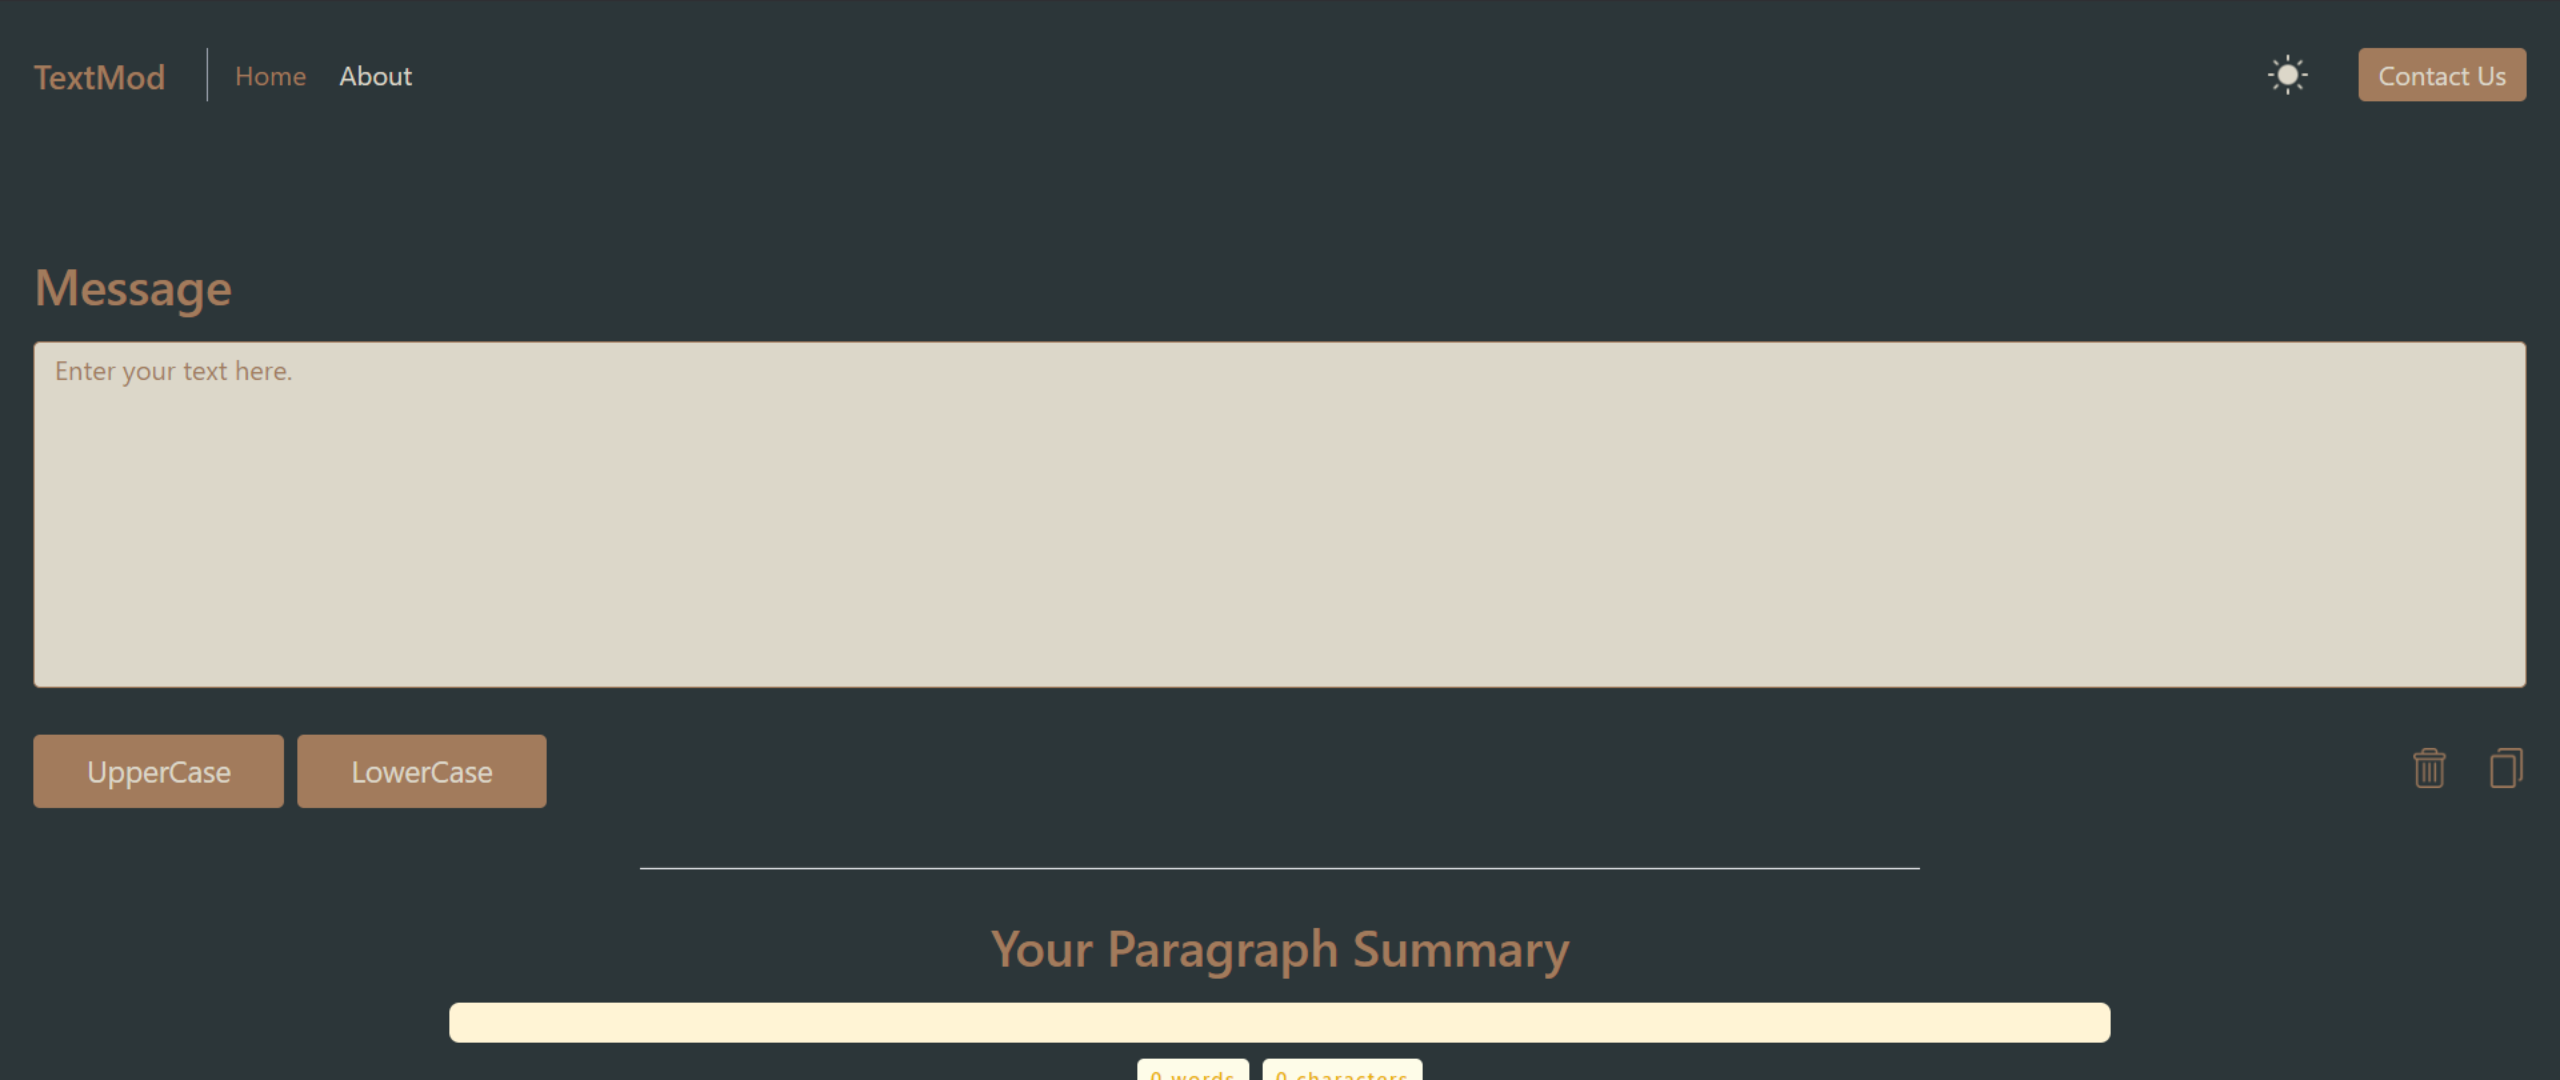 TextMod Home About Contact Us
Message
Enter your text here.
UpperCase LowerCase
Your Paragraph Summary
0 words 0 characters